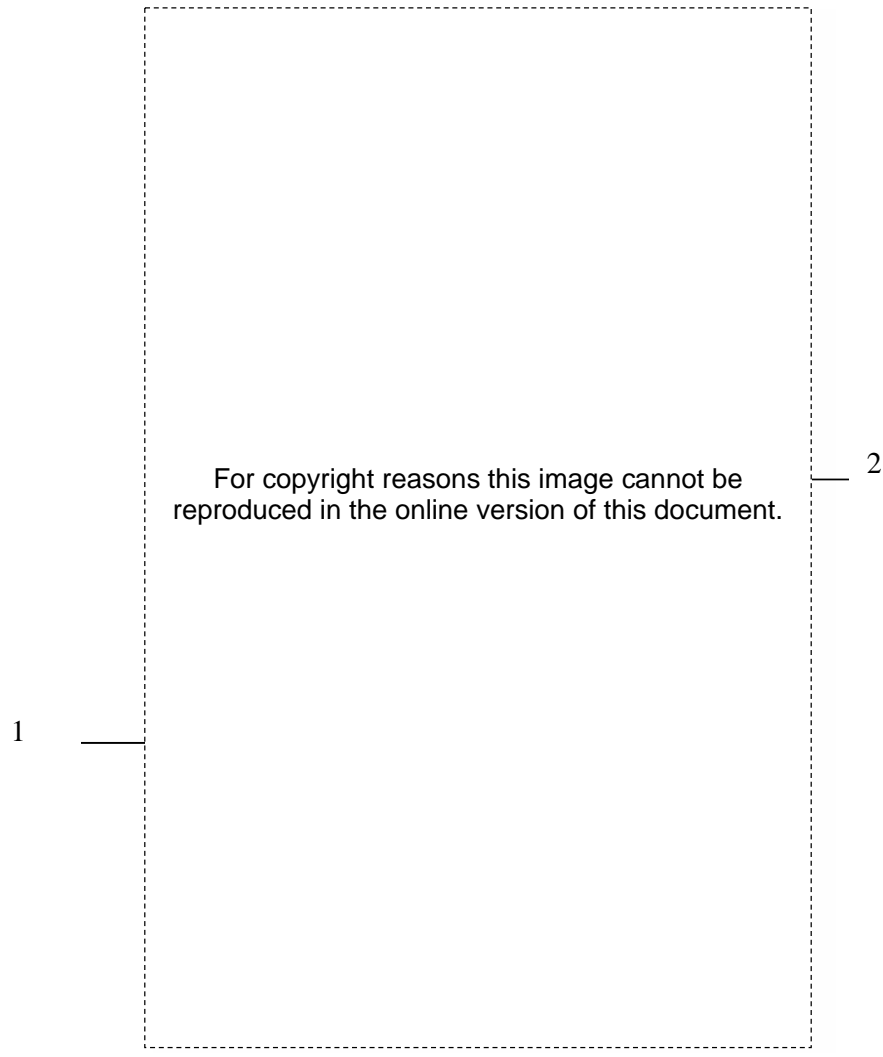 For copyright reasons this image cannot be
reproduced in the online version of this document.
2
1